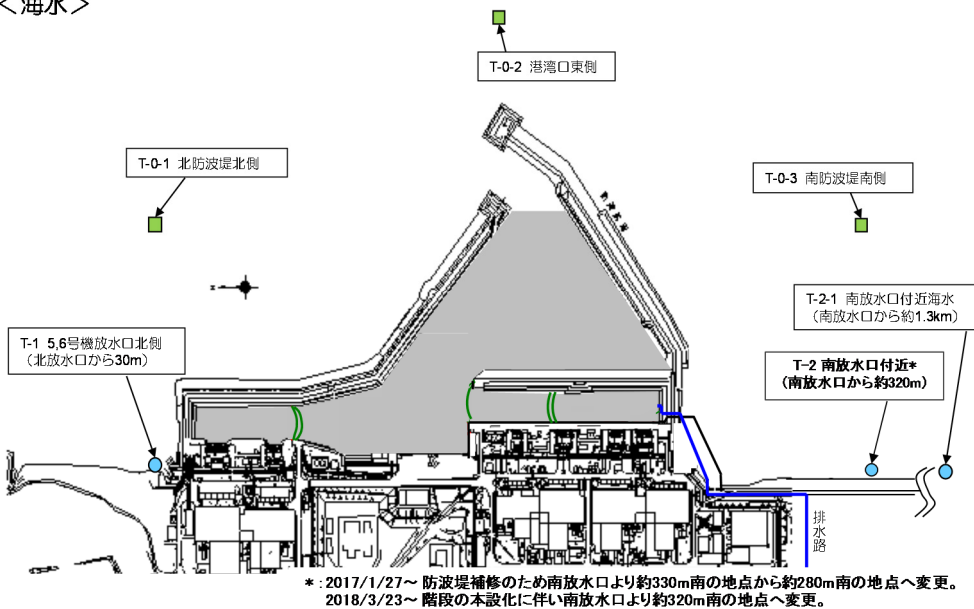 ＜海水＞
T-0-2 港湾口東側
T-0-1 北防波堤北側
T-0-3 南防波堤南側
T-2-1 南放水口付近海水
（南放水口から約1.3km）
T-1 5,6号機放水口北側
（北放水口から30m）
T-2 南放水口付近*
（南放水口から約320m）
排水路
*：2017/1/27～ 防波堤補修のため南放水口より約330m南の地点から約280m南の地点へ変更。
2018/3/23～ 階段の本設化に伴い南放水口より約320m南の地点へ変更。